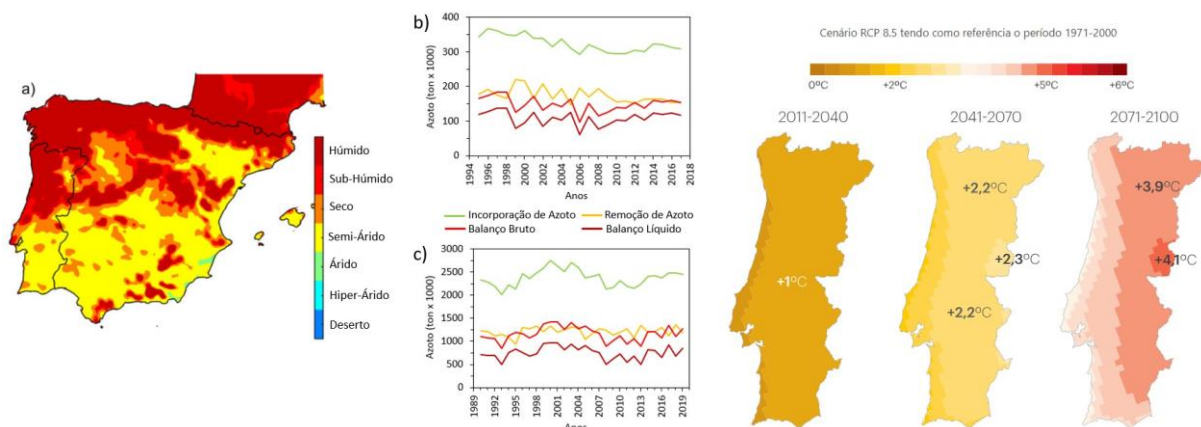 a)
Húmido
Sub-Húmido
Seco
Semi-Árido
Árido
Hiper-Árido
Deserto
b)
Azoto (ton x 1000)
400
300
200
100
0
1994
1996
1998
2000
2002
2004
2006
2008
2010
2012
2014
2016
2018
Anos
Incorporação de Azoto
Remoção de Azoto
Balanço Bruto
Balanço Líquido
c)
Azoto (ton x 1000)
3000
2500
2000
1500
1000
500
0
1989
1992
1995
1998
2001
2004
2007
2010
2013
2016
2019
Anos
Cenário RCP 8.5 tendo como referência o período 1971-2000
0ºC
+2ºC
+5ºC
+6ºC
2011-2040
2041-2070
2071-2100
+1ºC
+2,2ºC
+2,3ºC
+2,2ºC
+3,9ºC
+4,1ºC